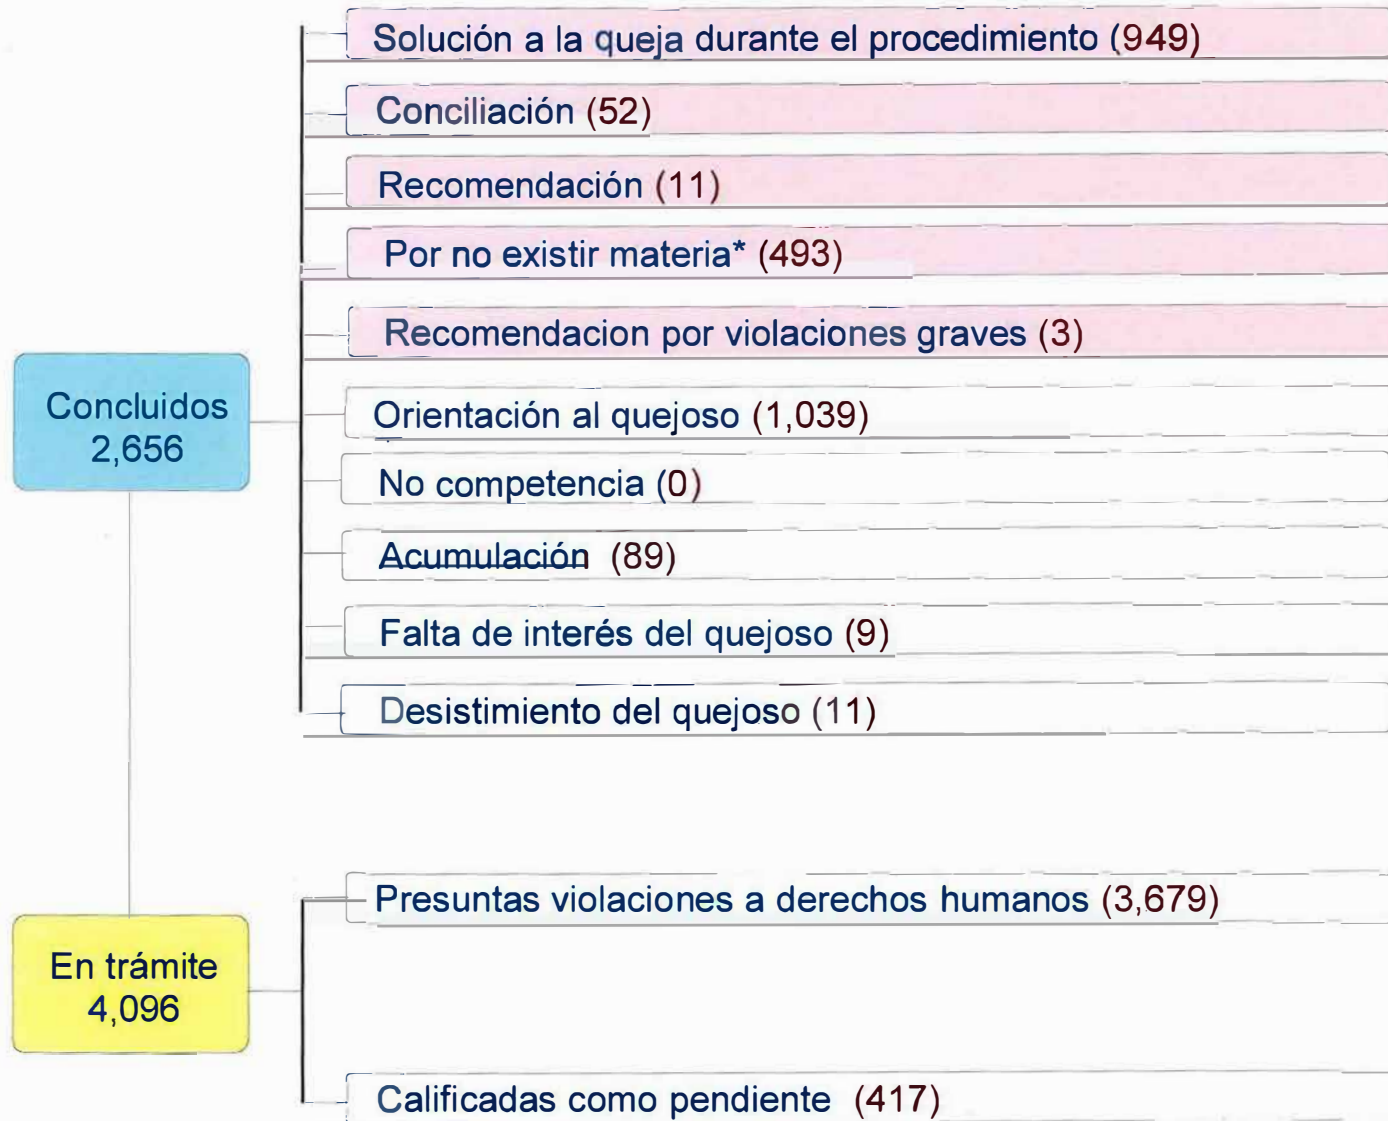 Solución a la queja durante el procedimiento (949)
Conciliación (52)
Recomendación (11)
Por no existir materia* (493)
Recomendacion por violaciones graves (3)
Concluidos
2,656
Orientación al quejoso (1,039)
No competencia (0)
Acumulación (89)
Falta de interés del quejoso (9)
Desistimiento del quejoso (11)
Presuntas violaciones a derechos humanos (3,679)
En trámite
4,096
Calificadas como pendiente (417)